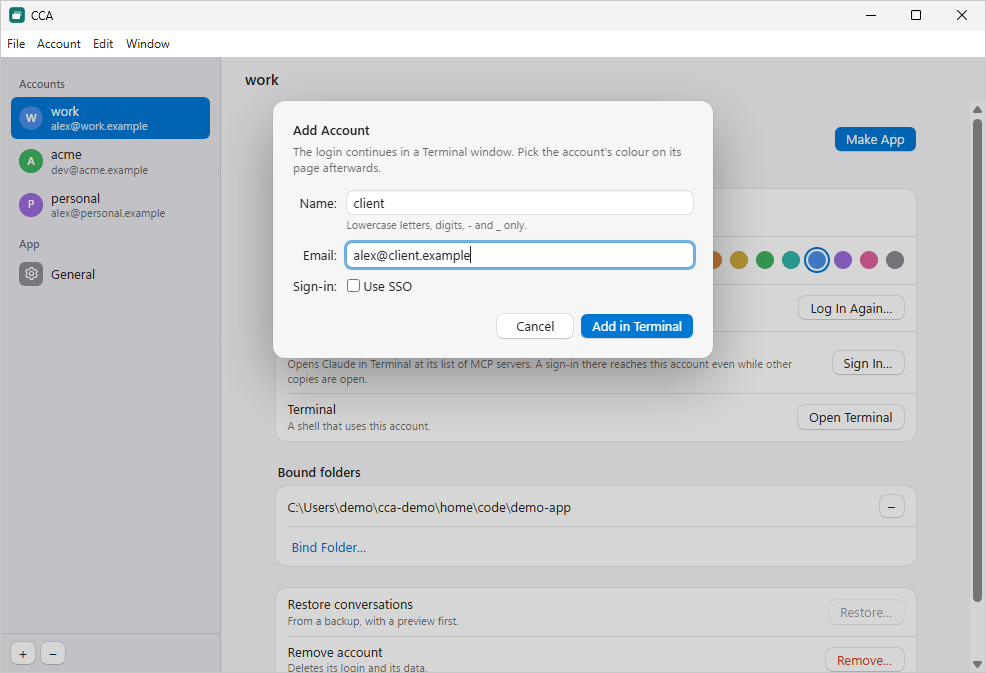 CCA
File Account Edit Window
Accounts
W
work
alex@work.example
A
acme
dev@acme.example
P
personal
alex@personal.example
App
General
+ −
work
Make App
Add Account
The login continues in a Terminal window. Pick the account's colour on its
page afterwards.
Name: client
Lowercase letters, digits, - and _ only.
Email: alex@client.example
Sign-in: Use SSO
Cancel Add in Terminal
Log In Again...
Opens Claude in Terminal at its list of MCP servers. A sign-in there reaches this account even while other
copies are open.
Sign In...
Terminal
A shell that uses this account.
Open Terminal
Bound folders
C:\Users\demo\cca-demo\home\code\demo-app
−
Bind Folder...
Restore conversations
From a backup, with a preview first.
Restore...
Remove account
Deletes its login and its data.
Remove...